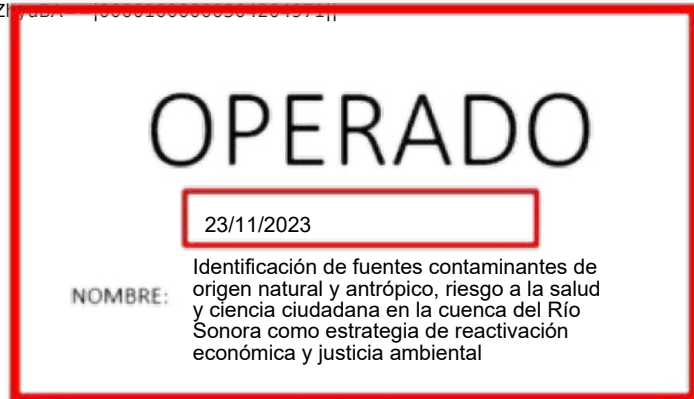 OPERADO
23/11/2023
NOMBRE:
Identificación de fuentes contaminantes de
origen natural y antrópico, riesgo a la salud
y ciencia ciudadana en la cuenca del Río
Sonora como estrategia de reactivación
económica y justicia ambiental